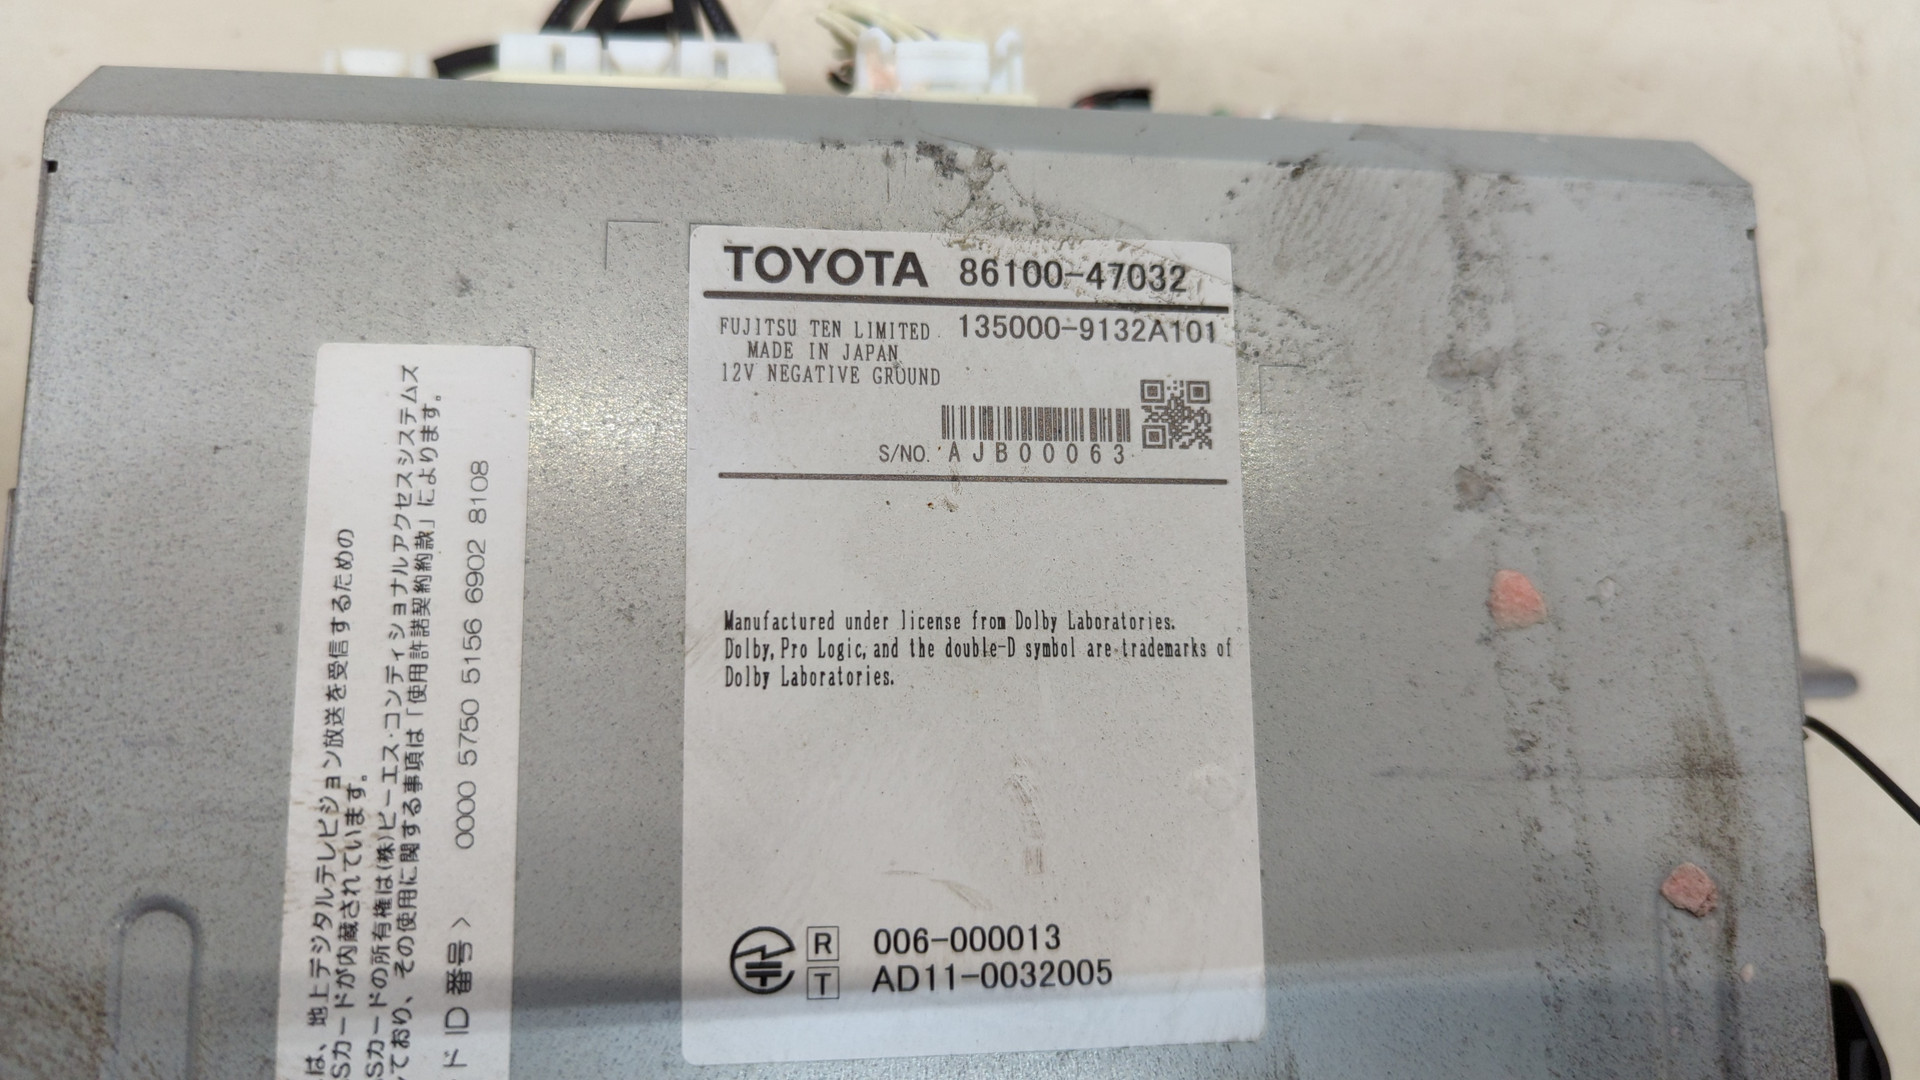 TOYOTA 86100-47032
FUJITSU TEN LIMITED 135000-9132A101
MADE IN JAPAN
12V NEGATIVE GROUND
S/NO. AJB00063
Manufactured under license from Dolby Laboratories.
Dolby, Pro Logic, and the double-D symbol are trademarks of
Dolby Laboratories.
R 006-000013
T AD11-0032005
は、地上デジタルテレビジョン放送を受信するための
Sカードが内蔵されています。
Sカードの所有権は(株)ビーエス・コンディショナルアクセスシステムズ
ており、その使用に関する事項は「使用許諾契約約款」によります。
ド ID 番号> 0000 5750 5156 6902 8108